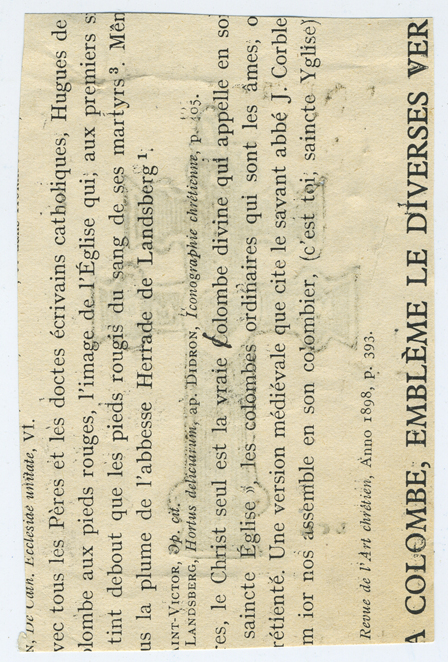 N, De Cath. Ecclesiae unitate, VI.
vec tous les Pères et les doctes écrivains catholiques, Hugues de
olombe aux pieds rouges, l'image de l'Église qui, aux premiers s
tint debout que les pieds rougis du sang de ses martyrs³. Mên
us la plume de l'abbesse Herrade de Landsberg¹:
AINT-VICTOR, Op. cit.
LANDSBERG, Hortus deliciarum, ap. DIDRON, Iconographie chrétienne, p. 405.
es, le Christ seul est la vraie Colombe divine qui appelle en so
sainte Église », les colombes ordinaires qui sont les âmes, o
rétienté. Une version médiévale que cite le savant abbé J. Corble
m ior nos assemble en son colombier, (c'est toi, saincte Yglise)
Revue de l'Art chrétien, Anno 1898, p. 393.
A COLOMBE, EMBLÈME LE DIVERSES VER